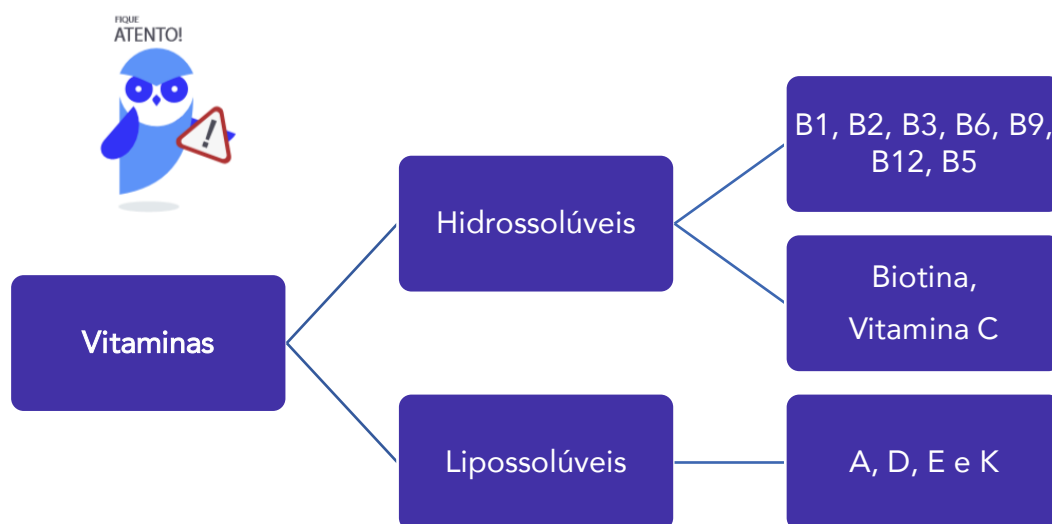 FIQUE
ATENTO!
Vitaminas
Hidrossolúveis
B1, B2, B3, B6, B9,
B12, B5
Biotina,
Vitamina C
Lipossolúveis
A, D, E e K